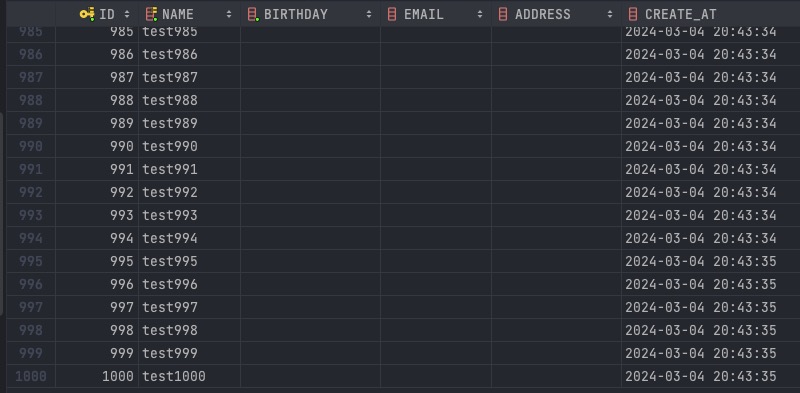 ID NAME BIRTHDAY EMAIL ADDRESS CREATE_AT
985 985 test985 2024-03-04 20:43:34
986 986 test986 2024-03-04 20:43:34
987 987 test987 2024-03-04 20:43:34
988 988 test988 2024-03-04 20:43:34
989 989 test989 2024-03-04 20:43:34
990 990 test990 2024-03-04 20:43:34
991 991 test991 2024-03-04 20:43:34
992 992 test992 2024-03-04 20:43:34
993 993 test993 2024-03-04 20:43:34
994 994 test994 2024-03-04 20:43:34
995 995 test995 2024-03-04 20:43:35
996 996 test996 2024-03-04 20:43:35
997 997 test997 2024-03-04 20:43:35
998 998 test998 2024-03-04 20:43:35
999 999 test999 2024-03-04 20:43:35
1000 1000 test1000 2024-03-04 20:43:35